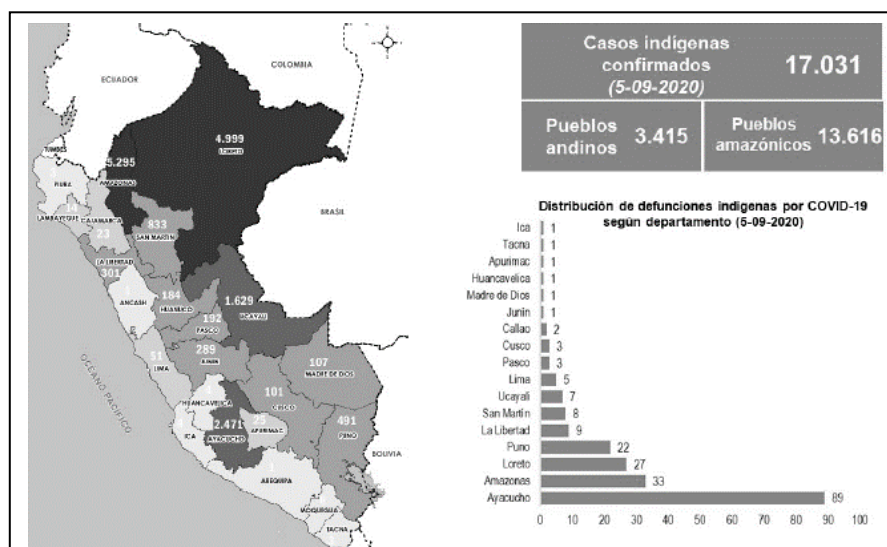 COLOMBIA
ECUADOR
4.999
LORETO
TUMBES
5.295
AMAZONAS
3
PIURA
14
LAMBAYEQUE
CAJAMARCA
23
833
SAN MARTIN
BRASIL
LA LIBERTAD
301
ANCASH
184
HUANUCO
1.629
UCAYALI
192
PASCO
OCEANO PACIFICO
51
LIMA
289
JUNIN
107
MADRE DE DIOS
101
CUSCO
HUANCAVELICA
2.471
AYACUCHO
25
APURIMAC
491
PUNO
ICA
1
AREQUIPA
BOLIVIA
MOQUEGUA
TACNA
Casos indígenas
confirmados 17.031
(5-09-2020)
Pueblos
andinos 3.415
Pueblos
amazónicos 13.616
Distribución de defunciones indígenas por COVID-19
según departamento (5-09-2020)
Ica 1
Tacna 1
Apurimac 1
Huancavelica 1
Madre de Dios 1
Junín 1
Callao 2
Cusco 3
Pasco 3
Lima 5
Ucayali 7
San Martín 8
La Libertad 9
Puno 22
Loreto 27
Amazonas 33
Ayacucho 89
0 10 20 30 40 50 60 70 80 90 100